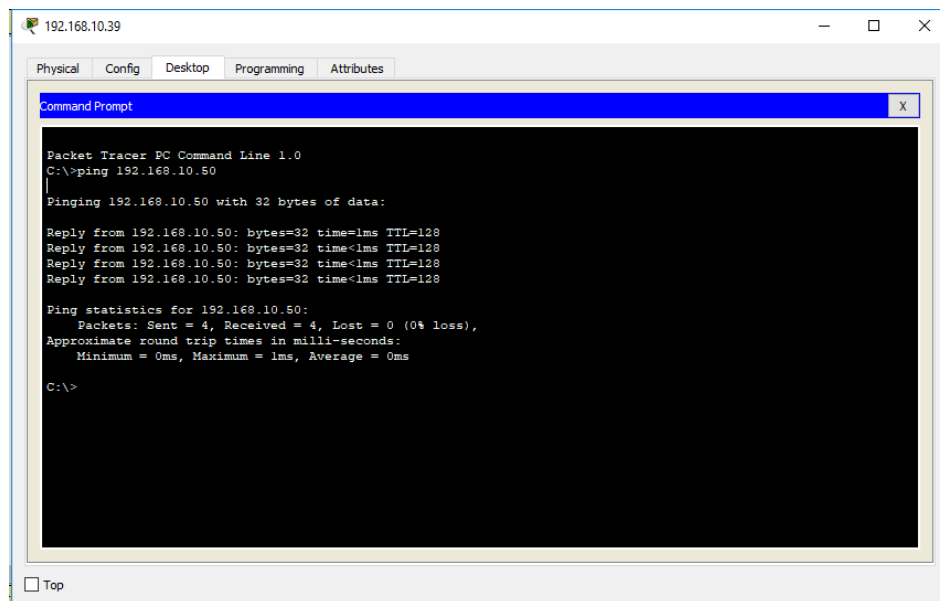 192.168.10.39
Physical Config Desktop Programming Attributes
Command Prompt X
Packet Tracer PC Command Line 1.0
C:\>ping 192.168.10.50
Pinging 192.168.10.50 with 32 bytes of data:
Reply from 192.168.10.50: bytes=32 time=1ms TTL=128
Reply from 192.168.10.50: bytes=32 time<1ms TTL=128
Reply from 192.168.10.50: bytes=32 time<1ms TTL=128
Reply from 192.168.10.50: bytes=32 time<1ms TTL=128
Ping statistics for 192.168.10.50:
Packets: Sent = 4, Received = 4, Lost = 0 (0% loss),
Approximate round trip times in milli-seconds:
Minimum = 0ms, Maximum = 1ms, Average = 0ms
C:\>
Top